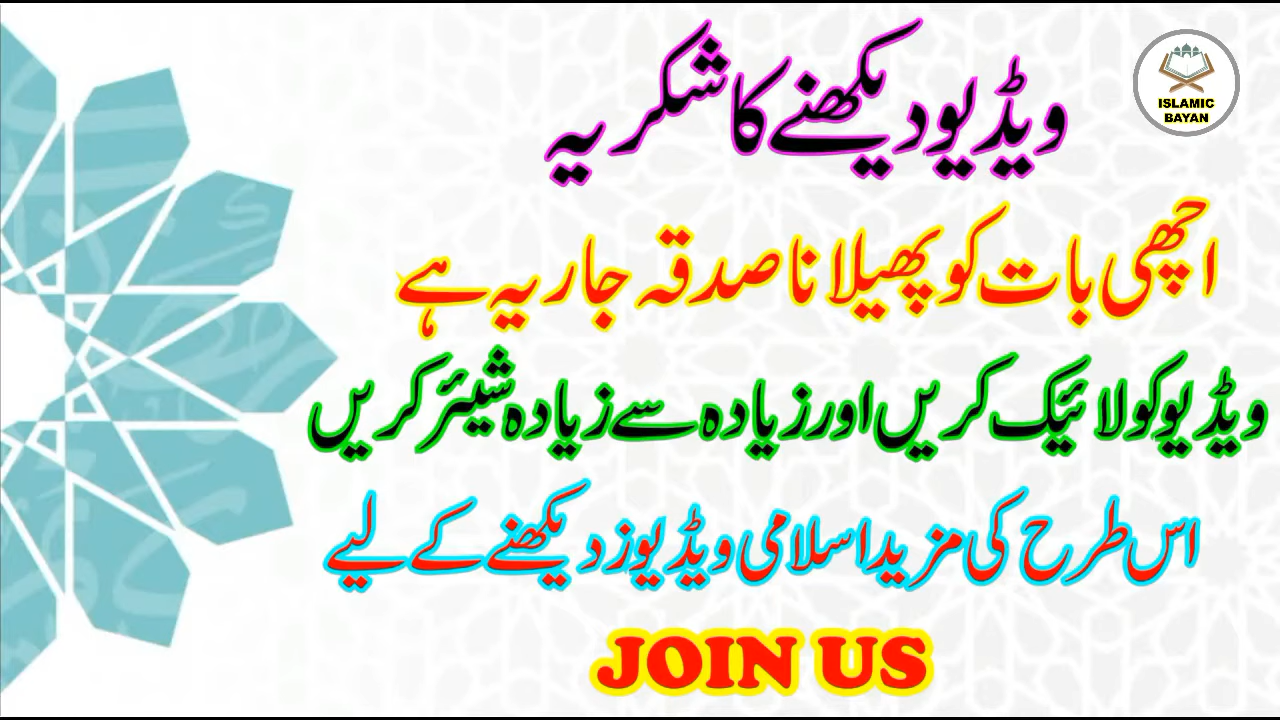 ویڈیو دیکھنے کا شکریہ
ISLAMIC
BAYAN
اچھی بات کو پھیلانا صدقہ جاریہ ہے
ویڈیو کو لائیک کریں اور زیادہ سے زیادہ شیئر کریں
اس طرح کی مزید اسلامی ویڈیوز دیکھنے کے لیے
JOIN US